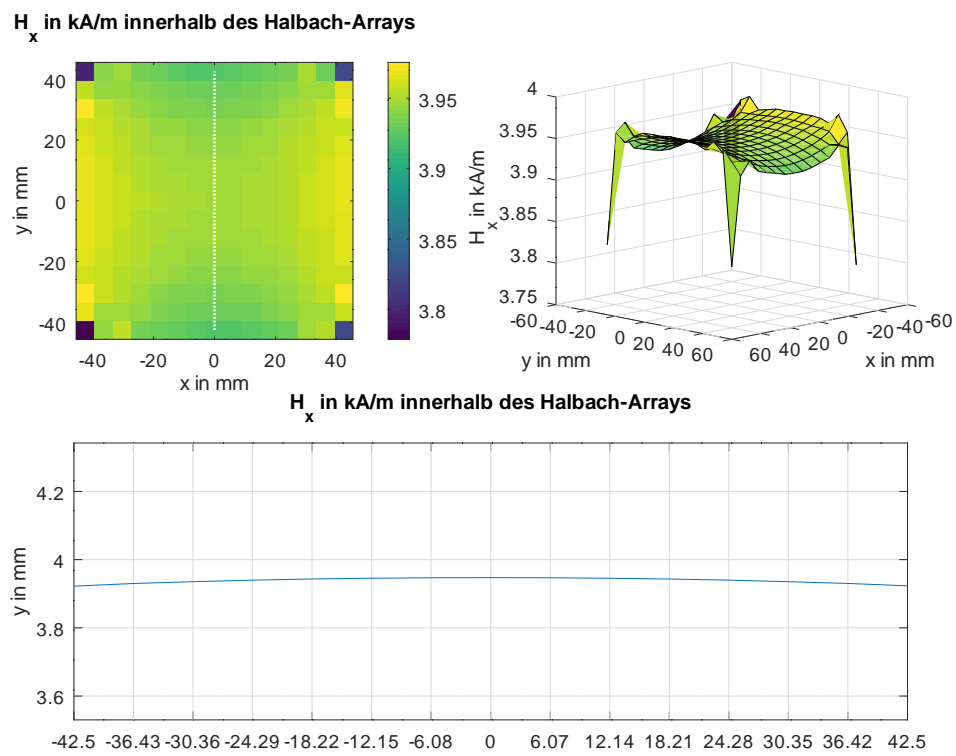 H_x in kA/m innerhalb des Halbach-Arrays
40
20
0
-20
-40
y in mm
-40 -20 0 20 40
x in mm
3.95
3.9
3.85
3.8
4
3.95
3.9
3.85
3.8
3.75
H_x in kA/m
-60 -40 -20 0 20 40 60
y in mm
60 40 20 0 -20 -40 -60
x in mm
H_x in kA/m innerhalb des Halbach-Arrays
4.2
4
3.8
3.6
y in mm
-42.5 -36.43 -30.36 -24.29 -18.22 -12.15 -6.08 0 6.07 12.14 18.21 24.28 30.35 36.42 42.5